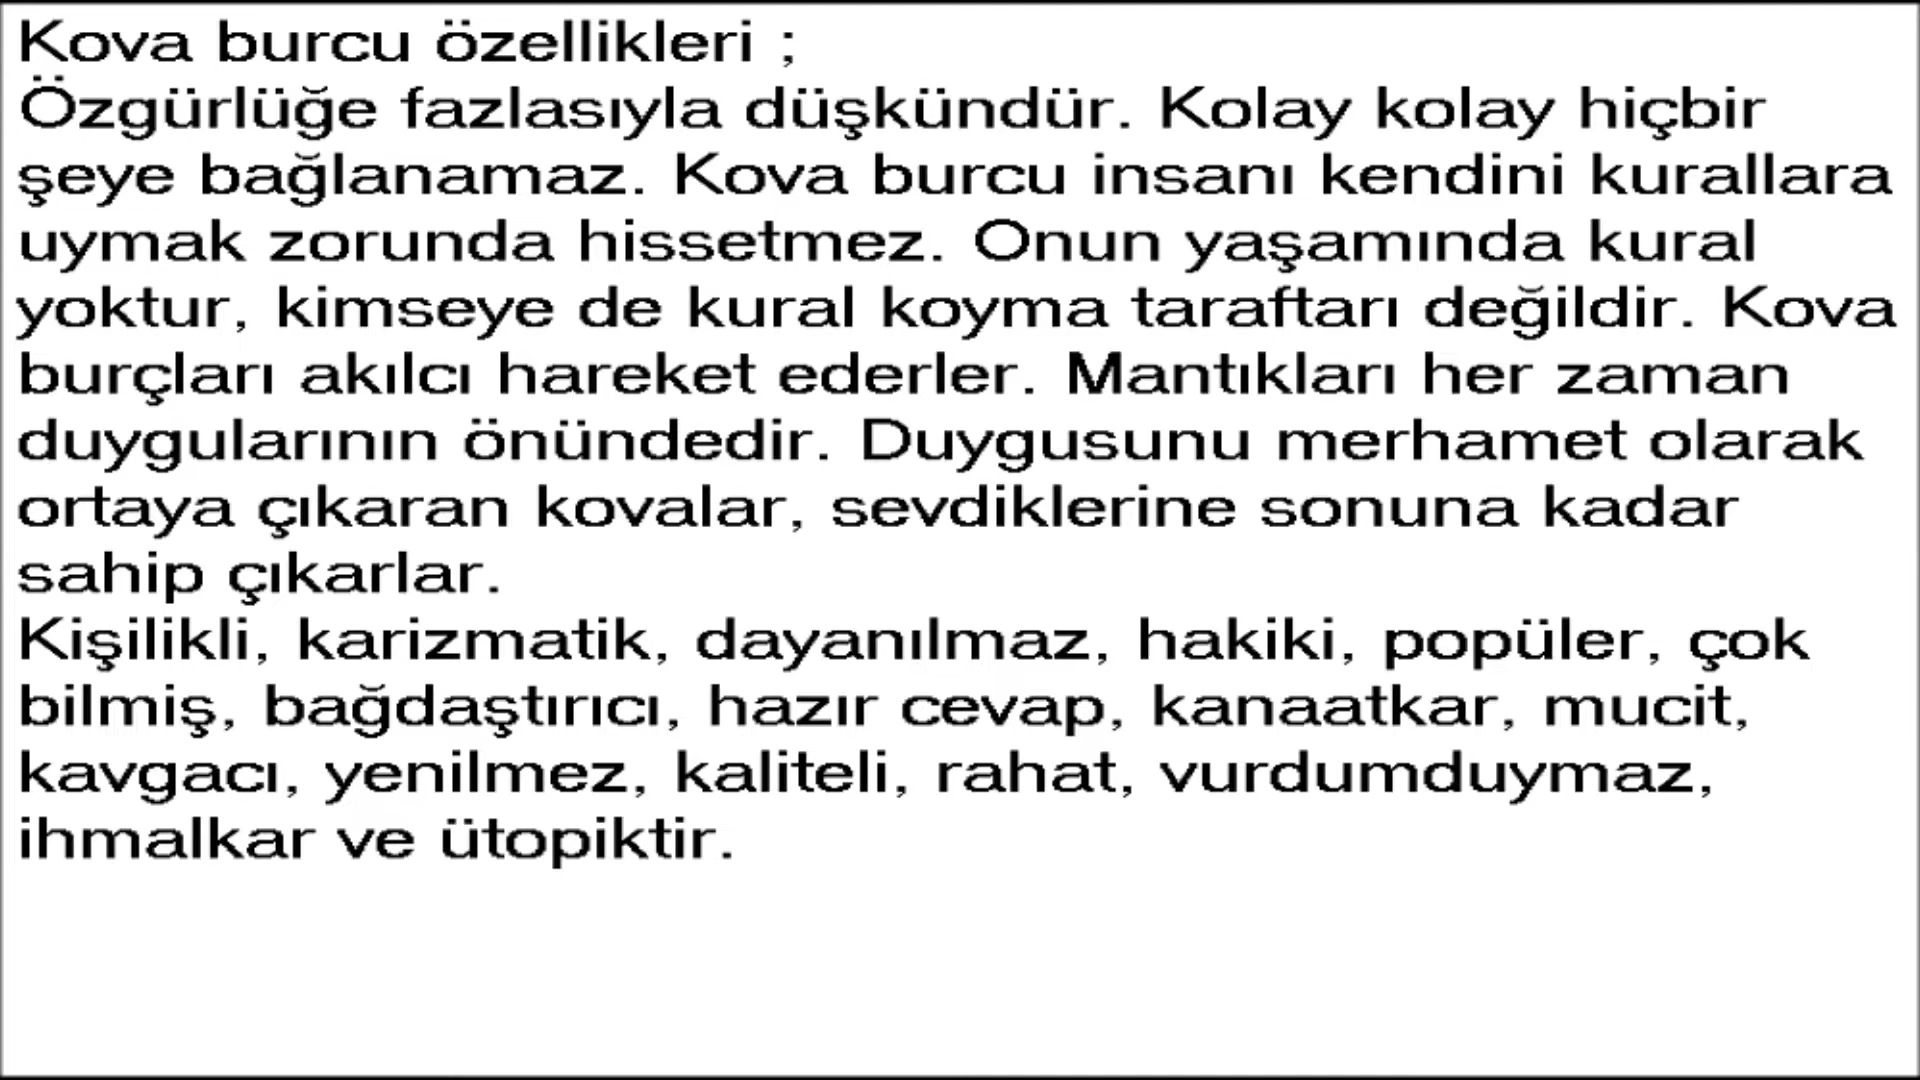 Kova burcu özellikleri ;
Özgürlüğe fazlasıyla düşkündür. Kolay kolay hiçbir
şeye bağlanamaz. Kova burcu insanı kendini kurallara
uymak zorunda hissetmez. Onun yaşamında kural
yoktur, kimseye de kural koyma taraftarı değildir. Kova
burçları akılcı hareket ederler. Mantıkları her zaman
duygularının önündedir. Duygusunu merhamet olarak
ortaya çıkaran kovalar, sevdiklerine sonuna kadar
sahip çıkarlar.
Kişilikli, karizmatik, dayanılmaz, hakiki, popüler, çok
bilmiş, bağdaştırıcı, hazır cevap, kanaatkar, mucit,
kavgacı, yenilmez, kaliteli, rahat, vurdumduymaz,
ihmalkar ve ütopiktir.